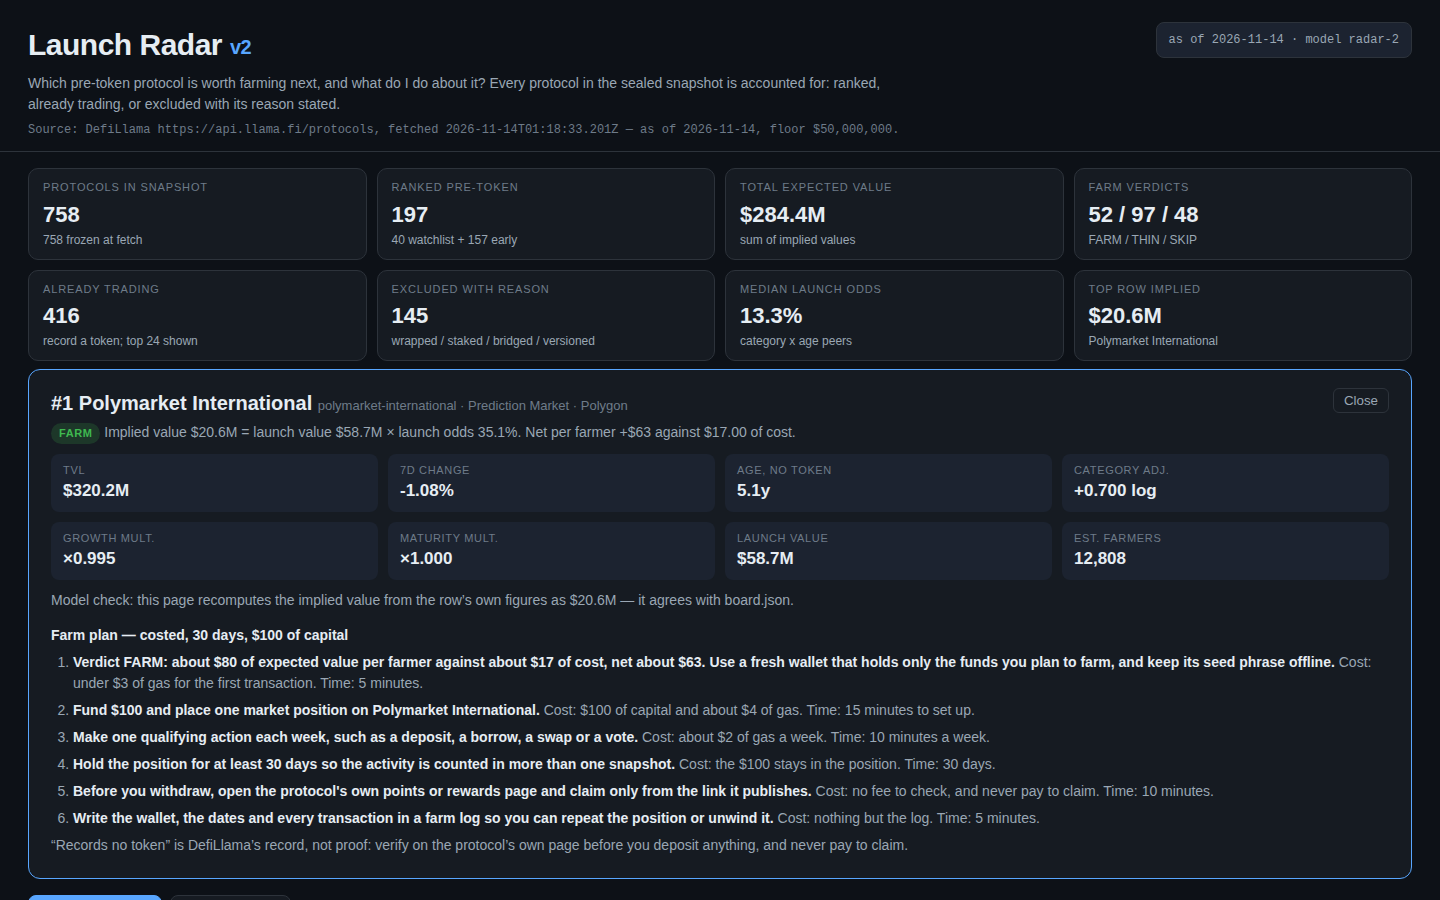 Launch Radar v2
as of 2026-11-14 · model radar-2
Which pre-token protocol is worth farming next, and what do I do about it? Every protocol in the sealed snapshot is accounted for: ranked,
already trading, or excluded with its reason stated.
Source: DefiLlama https://api.llama.fi/protocols, fetched 2026-11-14T01:18:33.201Z — as of 2026-11-14, floor $50,000,000.
PROTOCOLS IN SNAPSHOT
758
758 frozen at fetch
RANKED PRE-TOKEN
197
40 watchlist + 157 early
TOTAL EXPECTED VALUE
$284.4M
sum of implied values
FARM VERDICTS
52 / 97 / 48
FARM / THIN / SKIP
ALREADY TRADING
416
record a token; top 24 shown
EXCLUDED WITH REASON
145
wrapped / staked / bridged / versioned
MEDIAN LAUNCH ODDS
13.3%
category x age peers
TOP ROW IMPLIED
$20.6M
Polymarket International
#1 Polymarket International polymarket-international · Prediction Market · Polygon
Close
FARM Implied value $20.6M = launch value $58.7M × launch odds 35.1%. Net per farmer +$63 against $17.00 of cost.
TVL
$320.2M
7D CHANGE
-1.08%
AGE, NO TOKEN
5.1y
CATEGORY ADJ.
+0.700 log
GROWTH MULT.
×0.995
MATURITY MULT.
×1.000
LAUNCH VALUE
$58.7M
EST. FARMERS
12,808
Model check: this page recomputes the implied value from the row's own figures as $20.6M — it agrees with board.json.
Farm plan — costed, 30 days, $100 of capital
1. Verdict FARM: about $80 of expected value per farmer against about $17 of cost, net about $63. Use a fresh wallet that holds only the funds you plan to farm, and keep its seed phrase offline. Cost:
under $3 of gas for the first transaction. Time: 5 minutes.
2. Fund $100 and place one market position on Polymarket International. Cost: $100 of capital and about $4 of gas. Time: 15 minutes to set up.
3. Make one qualifying action each week, such as a deposit, a borrow, a swap or a vote. Cost: about $2 of gas a week. Time: 10 minutes a week.
4. Hold the position for at least 30 days so the activity is counted in more than one snapshot. Cost: the $100 stays in the position. Time: 30 days.
5. Before you withdraw, open the protocol's own points or rewards page and claim only from the link it publishes. Cost: no fee to check, and never pay to claim. Time: 10 minutes.
6. Write the wallet, the dates and every transaction in a farm log so you can repeat the position or unwind it. Cost: nothing but the log. Time: 5 minutes.
“Records no token” is DefiLlama’s record, not proof: verify on the protocol’s own page before you deposit anything, and never pay to claim.